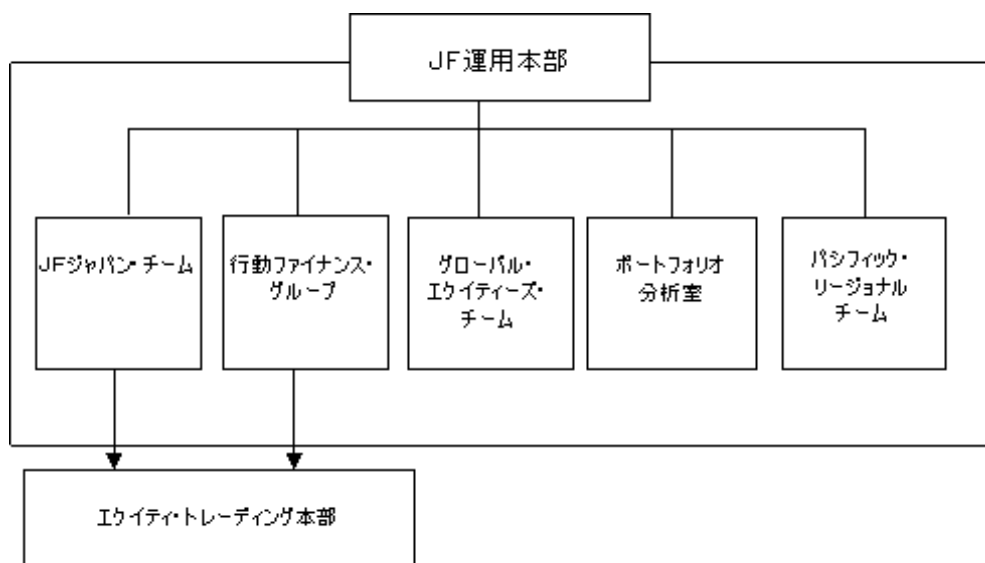 JF運用本部
JFジャパン・チーム
行動ファイナンス・
グループ
グローバル・
エクイティーズ・
チーム
ポートフォリオ
分析室
パシフィック・
リージョナル
チーム
エクイティ・トレーディング本部